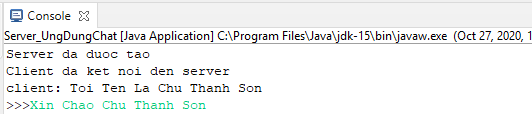 Console
Server_UngDungChat [Java Application] C:\Program Files\Java\jdk-15\bin\javaw.exe (Oct 27, 2020, 1
Server da duoc tao
Client da ket noi den server
client: Toi Ten La Chu Thanh Son
>>>Xin Chao Chu Thanh Son